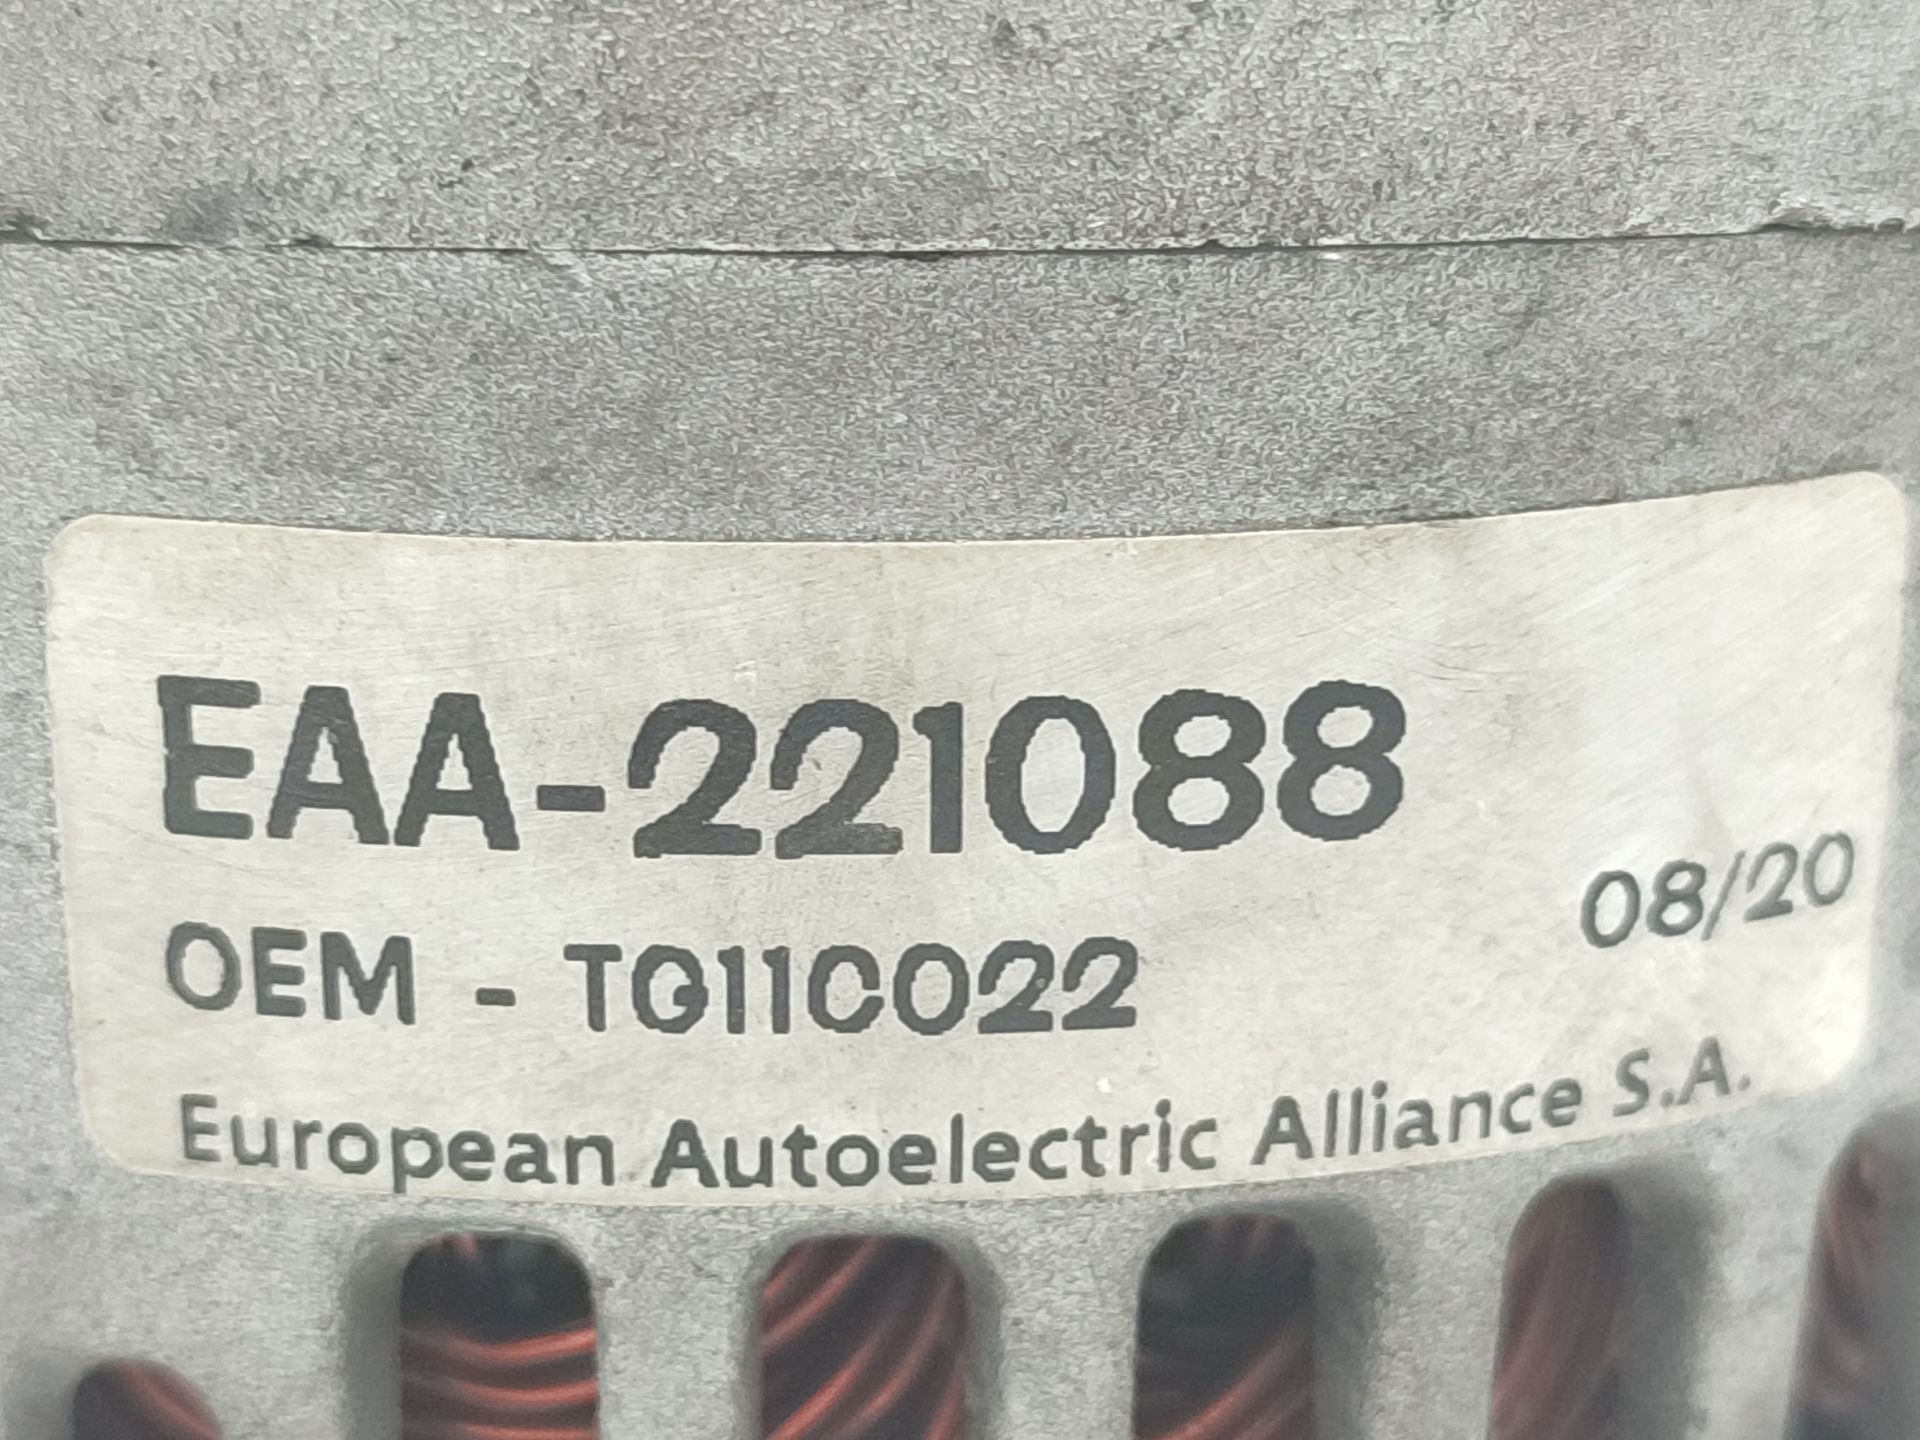 EAA-221088
08/20
OEM - TG11C022
European Autoelectric Alliance S.A.